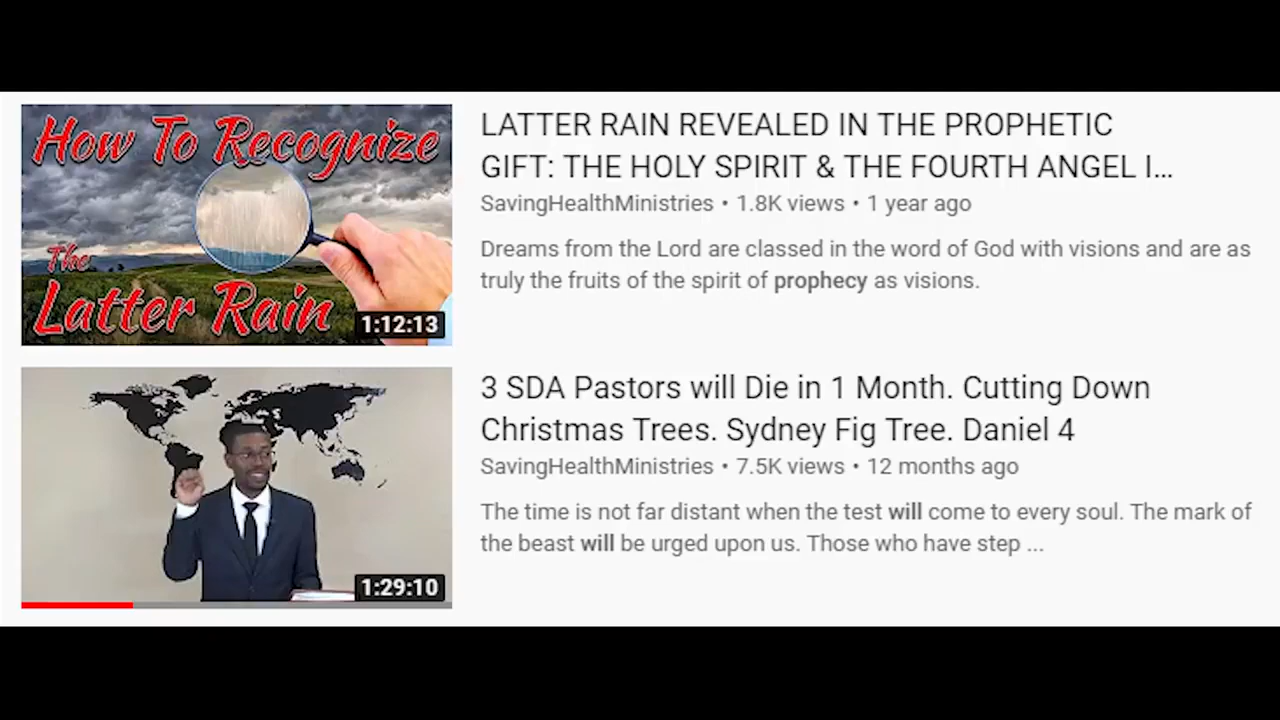 How To Recognize
The
Latter Rain
1:12:13
LATTER RAIN REVEALED IN THE PROPHETIC
GIFT: THE HOLY SPIRIT & THE FOURTH ANGEL I...
SavingHealthMinistries • 1.8K views • 1 year ago
Dreams from the Lord are classed in the word of God with visions and are as
truly the fruits of the spirit of prophecy as visions.
1:29:10
3 SDA Pastors will Die in 1 Month. Cutting Down
Christmas Trees. Sydney Fig Tree. Daniel 4
SavingHealthMinistries • 7.5K views • 12 months ago
The time is not far distant when the test will come to every soul. The mark of
the beast will be urged upon us. Those who have step ...